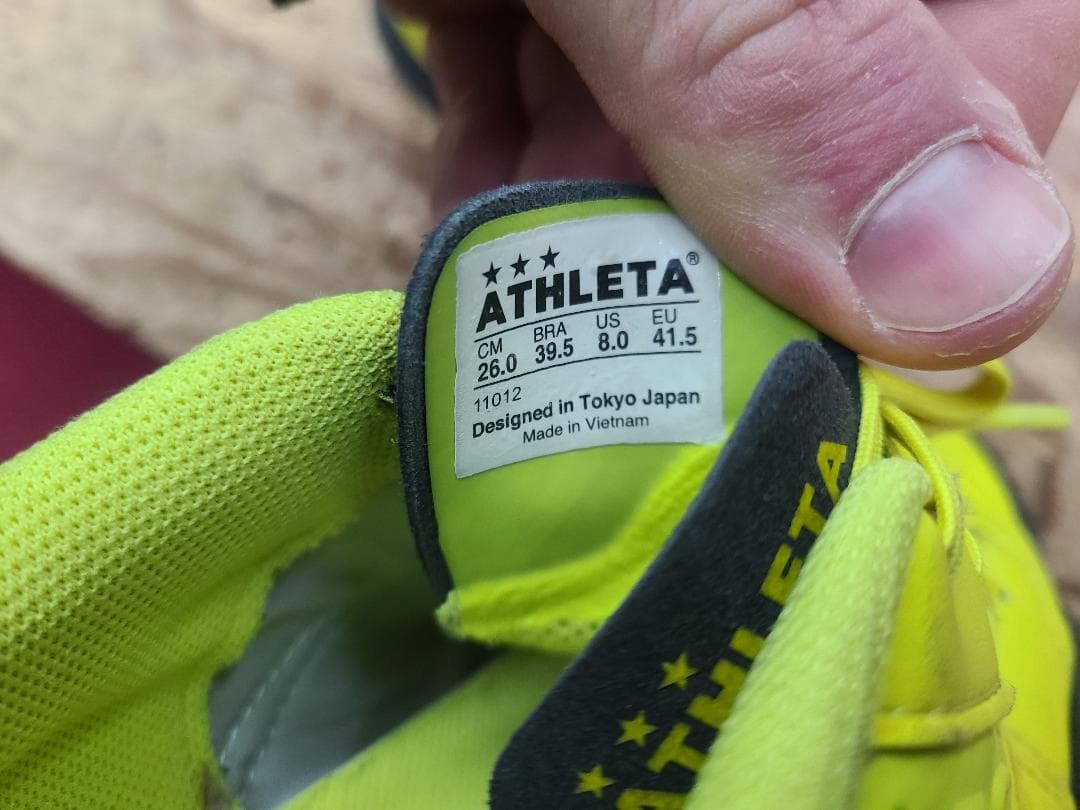 ★★★
ATHLETA®
CM BRA US EU
26.0 39.5 8.0 41.5
11012
Designed in Tokyo Japan
Made in Vietnam
ATHLETA